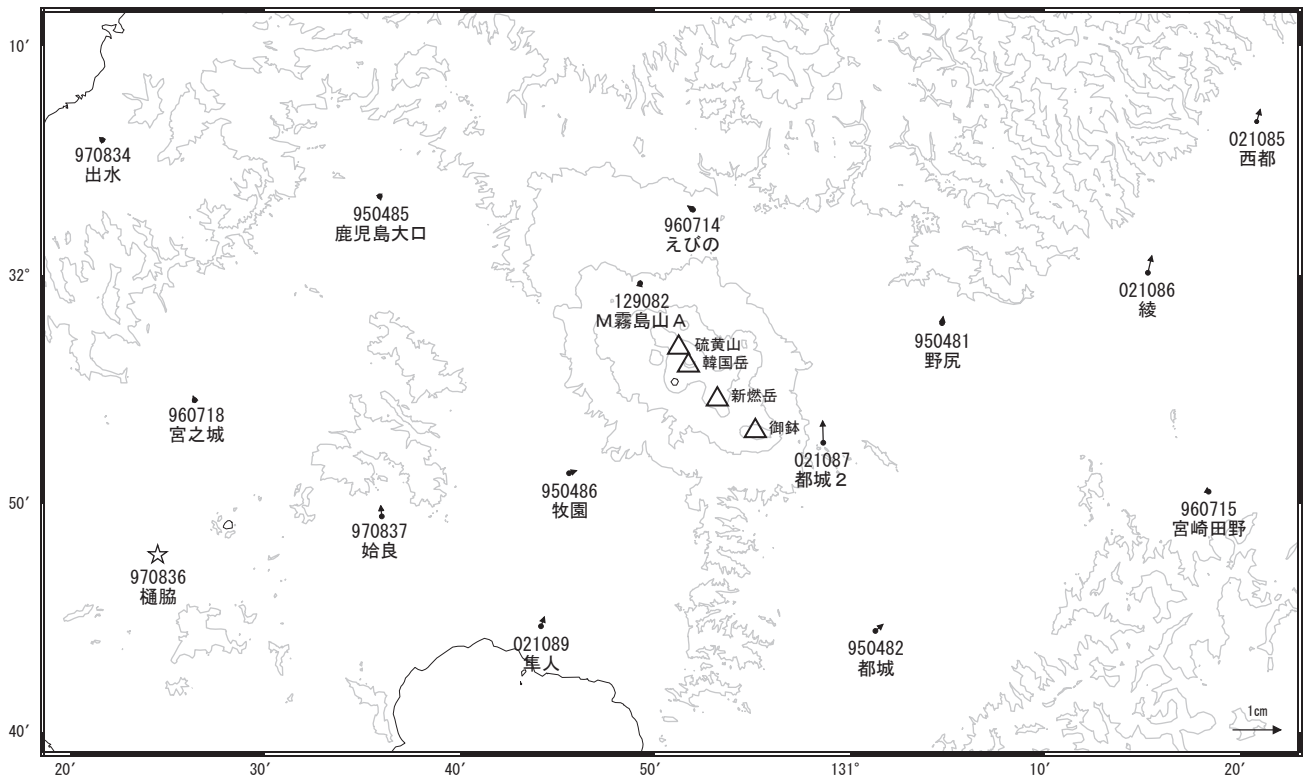 10′
021085
西都
970834
出水
950485
鹿児島大口
960714
えびの
32°
021086
綾
129082
M霧島山A
950481
野尻
硫黄山
韓国岳
新燃岳
960718
宮之城
御鉢
021087
都城2
950486
牧園
50′
960715
宮崎田野
970837
姶良
970836
樋脇
021089
隼人
950482
都城
1cm
40′
20′
30′
40′
50′
131°
10′
20′